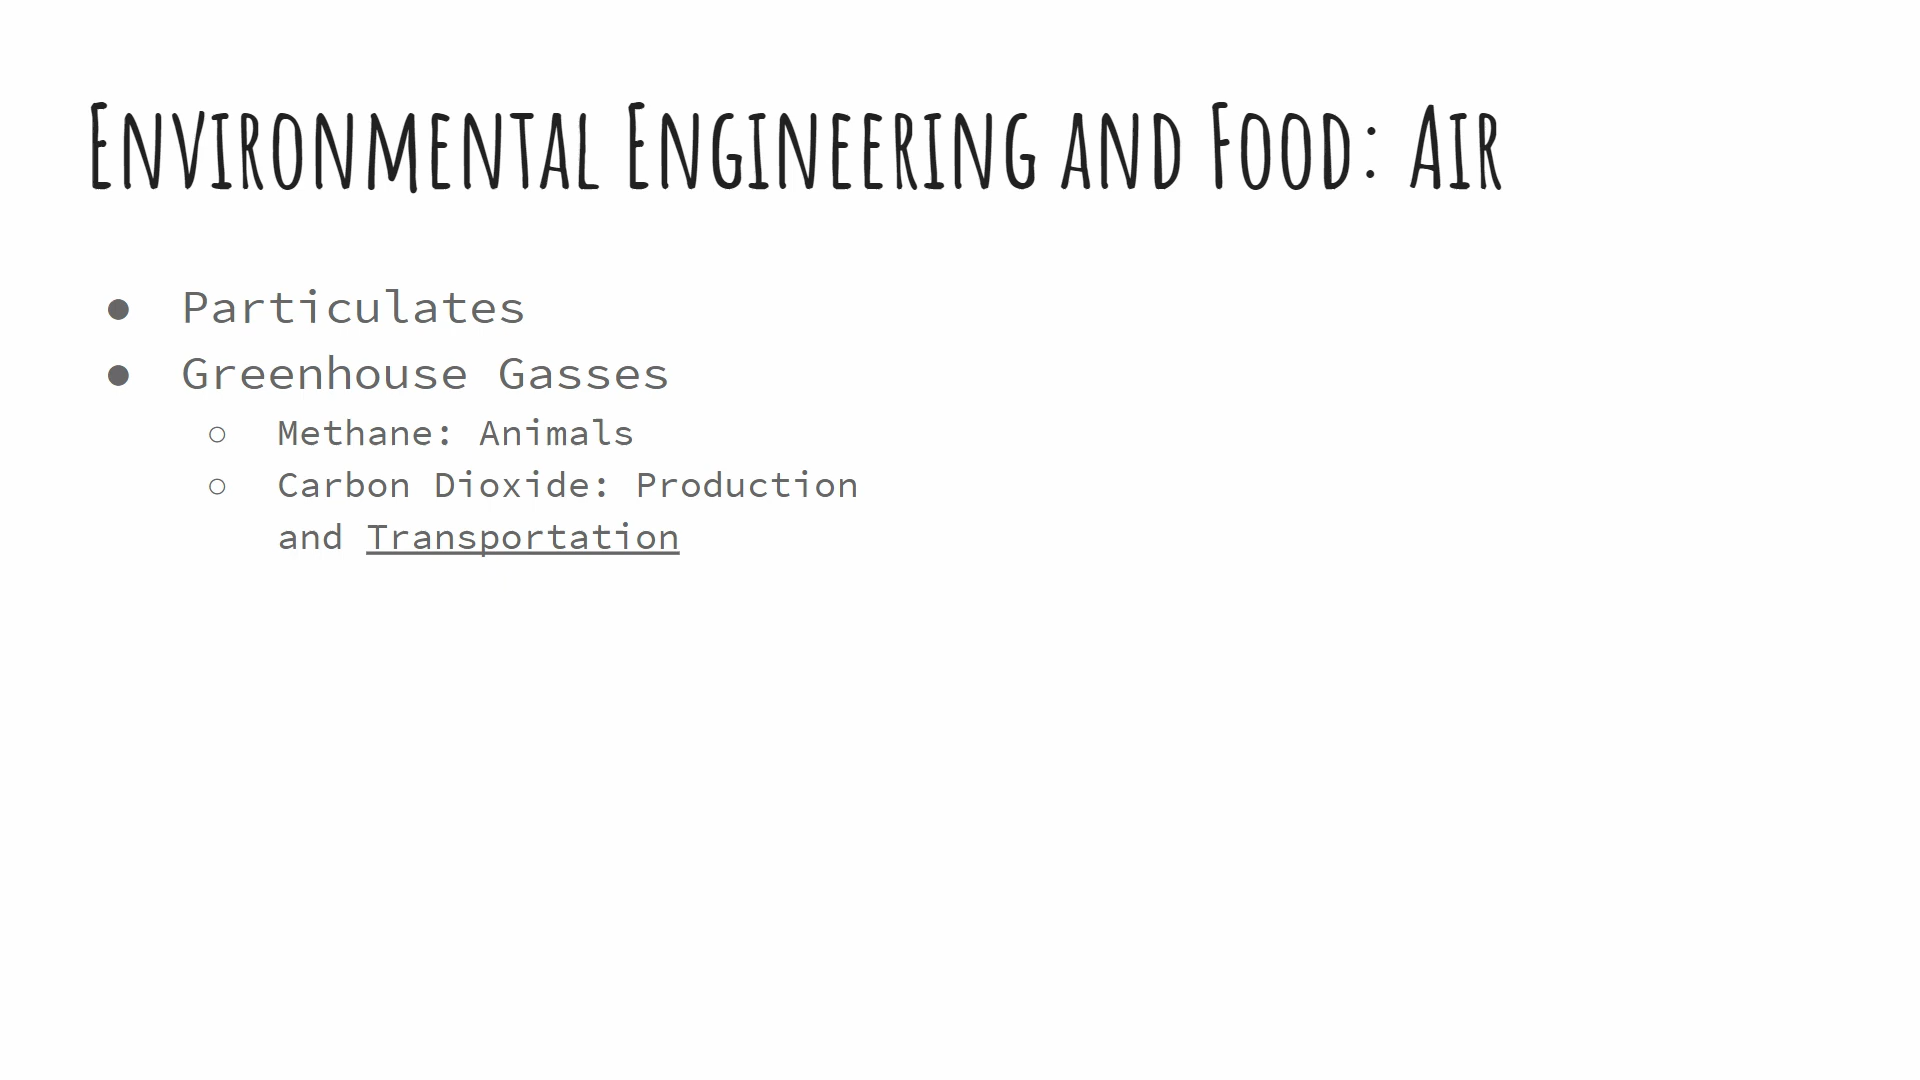 Environmental Engineering and Food: Air
● Particulates
● Greenhouse Gasses
○ Methane: Animals
○ Carbon Dioxide: Production
and Transportation